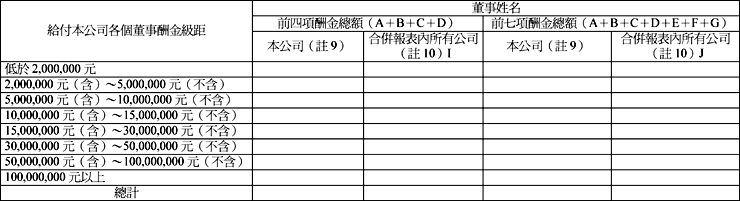 給付本公司各個董事酬金級距
董事姓名
前四項酬金總額（A+B+C+D）
前七項酬金總額（A+B+C+D+E+F+G）
本公司（註9）
合併報表內所有公司
（註10）I
本公司（註9）
合併報表內所有公司
（註10）J
低於2,000,000元
2,000,000元（含）～5,000,000元（不含）
5,000,000元（含）～10,000,000元（不含）
10,000,000元（含）～15,000,000元（不含）
15,000,000元（含）～30,000,000元（不含）
30,000,000元（含）～50,000,000元（不含）
50,000,000元（含）～100,000,000元（不含）
100,000,000元以上
總計